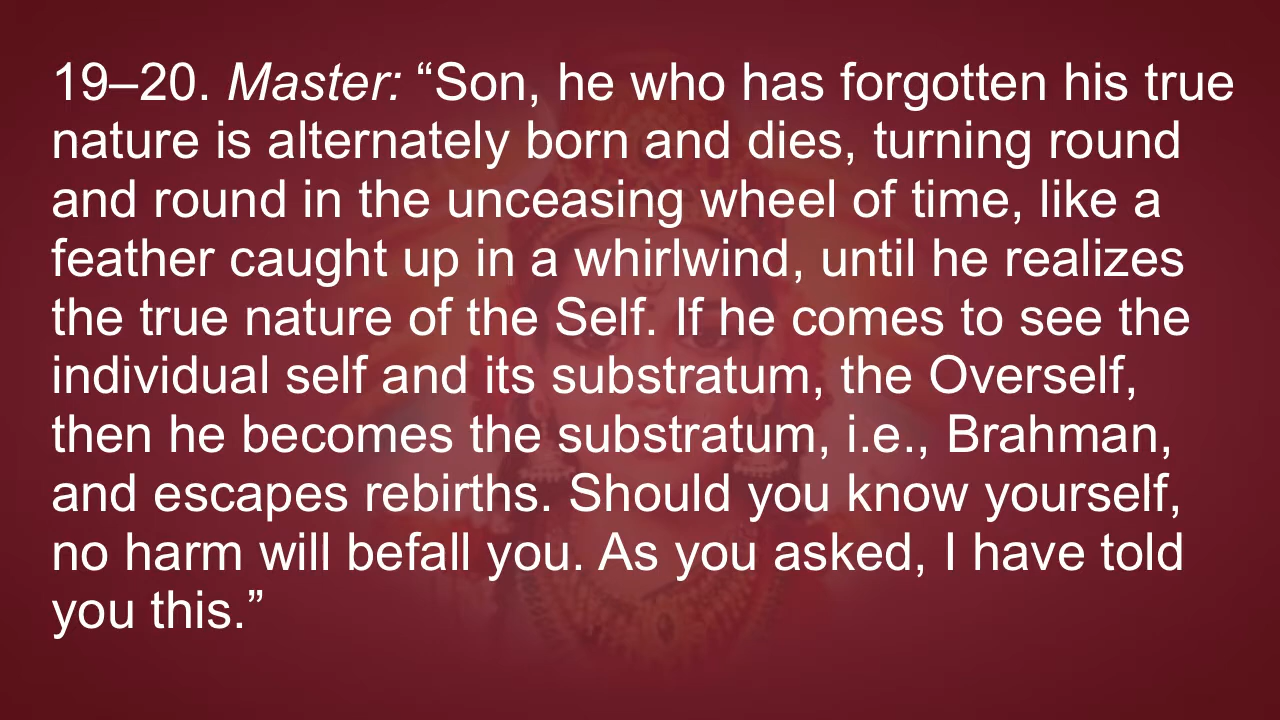 19–20. Master: “Son, he who has forgotten his true
nature is alternately born and dies, turning round
and round in the unceasing wheel of time, like a
feather caught up in a whirlwind, until he realizes
the true nature of the Self. If he comes to see the
individual self and its substratum, the Overself,
then he becomes the substratum, i.e., Brahman,
and escapes rebirths. Should you know yourself,
no harm will befall you. As you asked, I have told
you this.”